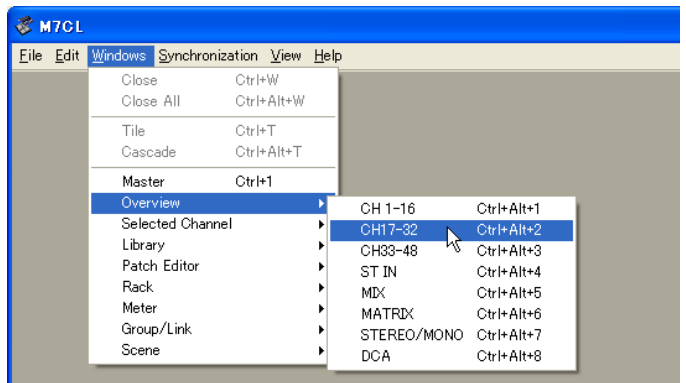 M7CL
File Edit Windows Synchronization View Help
Close Ctrl+W
Close All Ctrl+Alt+W
Tile Ctrl+T
Cascade Ctrl+Alt+T
Master Ctrl+1
Overview
Selected Channel
Library
Patch Editor
Rack
Meter
Group/Link
Scene
CH 1-16 Ctrl+Alt+1
CH17-32 Ctrl+Alt+2
CH33-48 Ctrl+Alt+3
ST IN Ctrl+Alt+4
MIX Ctrl+Alt+5
MATRIX Ctrl+Alt+6
STEREO/MONO Ctrl+Alt+7
DCA Ctrl+Alt+8